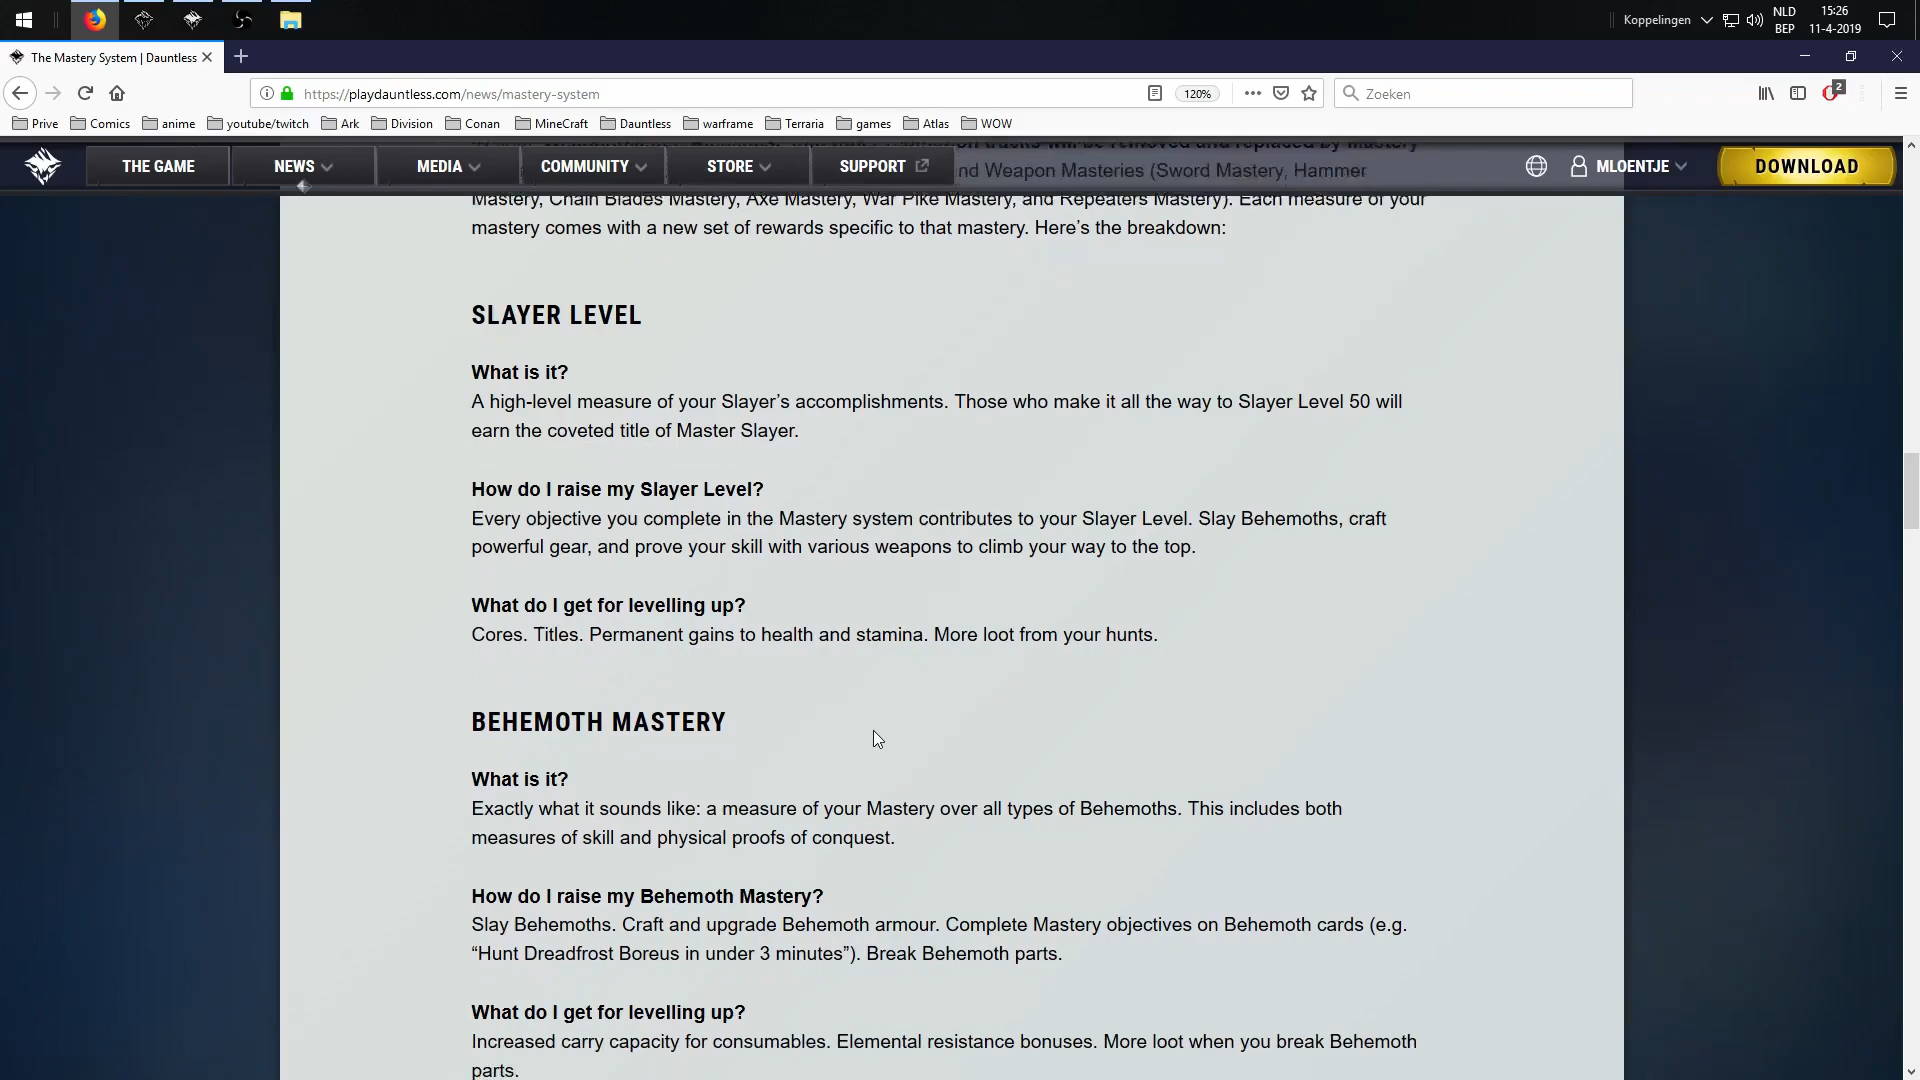 Koppelingen
NLD
BEP
15:26
11-4-2019
The Mastery System | Dauntless
https://playdauntless.com/news/mastery-system
120%
Zoeken
2
Prive Comics anime youtube/twitch Ark Division Conan MineCraft Dauntless warframe Terraria games Atlas WOW
THE GAME NEWS MEDIA COMMUNITY STORE SUPPORT MLOENTJE DOWNLOAD
tracks will be removed and replaced by Mastery
nd Weapon Masteries (Sword Mastery, Hammer
Mastery, Chain Blades Mastery, Axe Mastery, War Pike Mastery, and Repeaters Mastery). Each measure of your
mastery comes with a new set of rewards specific to that mastery. Here’s the breakdown:
SLAYER LEVEL
What is it?
A high-level measure of your Slayer’s accomplishments. Those who make it all the way to Slayer Level 50 will
earn the coveted title of Master Slayer.
How do I raise my Slayer Level?
Every objective you complete in the Mastery system contributes to your Slayer Level. Slay Behemoths, craft
powerful gear, and prove your skill with various weapons to climb your way to the top.
What do I get for levelling up?
Cores. Titles. Permanent gains to health and stamina. More loot from your hunts.
BEHEMOTH MASTERY
What is it?
Exactly what it sounds like: a measure of your Mastery over all types of Behemoths. This includes both
measures of skill and physical proofs of conquest.
How do I raise my Behemoth Mastery?
Slay Behemoths. Craft and upgrade Behemoth armour. Complete Mastery objectives on Behemoth cards (e.g.
“Hunt Dreadfrost Boreus in under 3 minutes”). Break Behemoth parts.
What do I get for levelling up?
Increased carry capacity for consumables. Elemental resistance bonuses. More loot when you break Behemoth
parts.